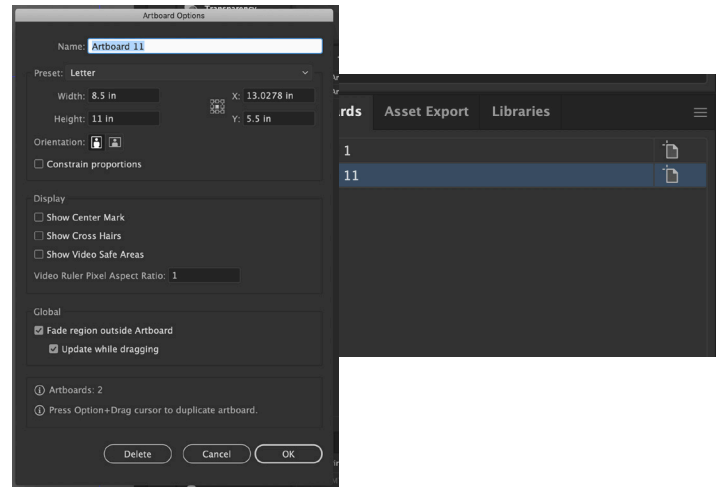 Transparency
Artboard Options
Name: Artboard 11
Preset: Letter
Width: 8.5 in
X: 13.0278 in
Height: 11 in
Y: 5.5 in
Orientation:
Constrain proportions
Display
Show Center Mark
Show Cross Hairs
Show Video Safe Areas
Video Ruler Pixel Aspect Ratio: 1
Global
Fade region outside Artboard
Update while dragging
Artboards: 2
Press Option+Drag cursor to duplicate artboard.
Delete Cancel OK
rds Asset Export Libraries
1
11